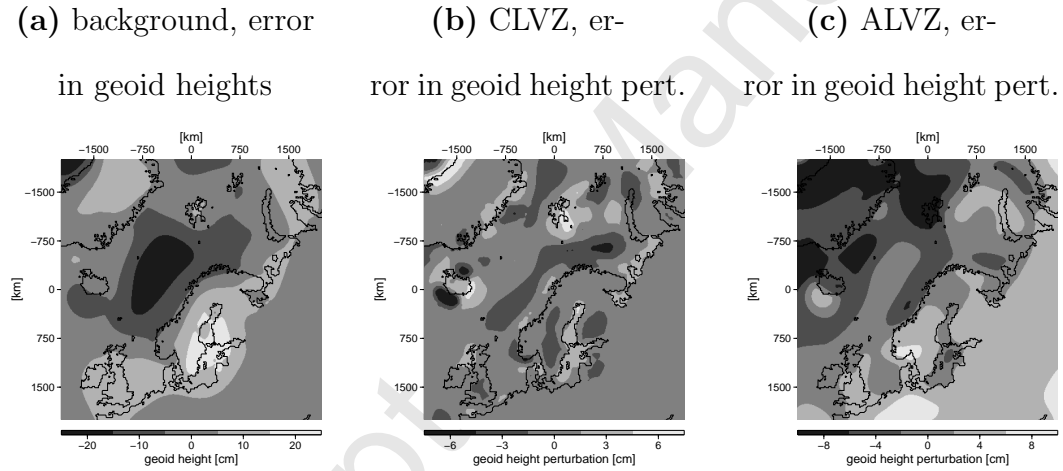 (a) background, error
in geoid heights
(b) CLVZ, er-
ror in geoid height pert.
(c) ALVZ, er-
ror in geoid height pert.
[km]
−1500 −750 0 750 1500
−1500
−750
0
750
1500
[km]
−20 −10 0 10 20
geoid height [cm]
[km]
−1500 −750 0 750 1500
−1500
−750
0
750
1500
[km]
−6 −3 0 3 6
geoid height perturbation [cm]
[km]
−1500 −750 0 750 1500
−1500
−750
0
750
1500
[km]
−8 −4 0 4 8
geoid height perturbation [cm]